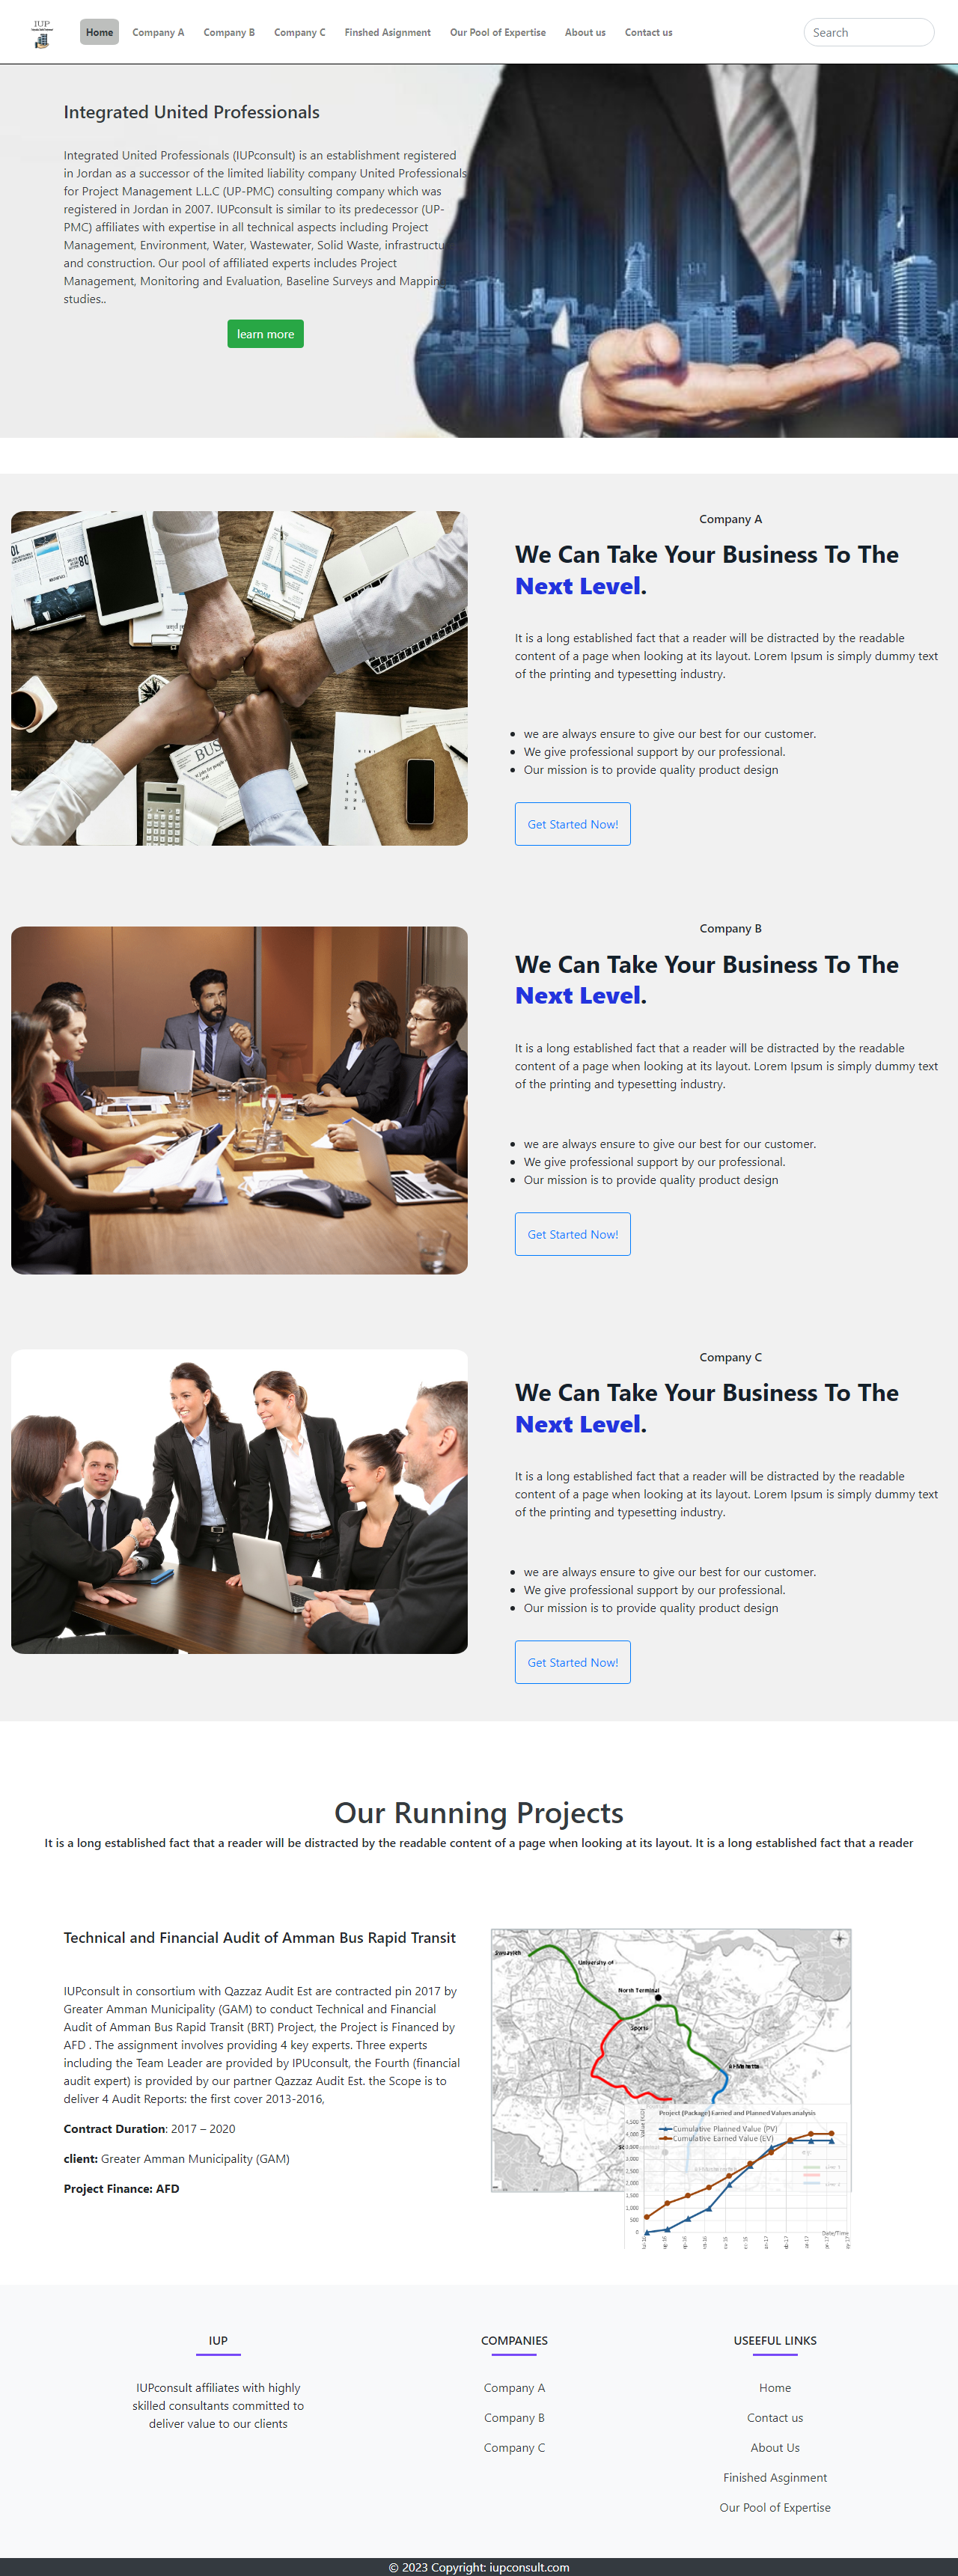 IUP
Home Company A Company B Company C Finshed Asignment Our Pool of Expertise About us Contact us Search
Integrated United Professionals
Integrated United Professionals (IUPconsult) is an establishment registered
in Jordan as a successor of the limited liability company United Professionals
for Project Management L.L.C (UP-PMC) consulting company which was
registered in Jordan in 2007. IUPconsult is similar to its predecessor (UP-
PMC) affiliates with expertise in all technical aspects including Project
Management, Environment, Water, Wastewater, Solid Waste,
and construction. Our pool of affiliated experts includes Project
Management, Monitoring and Evaluation, Baseline Surveys and Mapping
studies..
learn more
Company A
We Can Take Your Business To The
Next Level.
It is a long established fact that a reader will be distracted by the readable
content of a page when looking at its layout. Lorem Ipsum is simply dummy text
of the printing and typesetting industry.
we are always ensure to give our best for our customer.
We give professional support by our professional.
Our mission is to provide quality product design
Get Started Now!
Company B
We Can Take Your Business To The
Next Level.
It is a long established fact that a reader will be distracted by the readable
content of a page when looking at its layout. Lorem Ipsum is simply dummy text
of the printing and typesetting industry.
we are always ensure to give our best for our customer.
We give professional support by our professional.
Our mission is to provide quality product design
Get Started Now!
Company C
We Can Take Your Business To The
Next Level.
It is a long established fact that a reader will be distracted by the readable
content of a page when looking at its layout. Lorem Ipsum is simply dummy text
of the printing and typesetting industry.
we are always ensure to give our best for our customer.
We give professional support by our professional.
Our mission is to provide quality product design
Get Started Now!
Our Running Projects
It is a long established fact that a reader will be distracted by the readable content of a page when looking at its layout. It is a long established fact that a reader
Technical and Financial Audit of Amman Bus Rapid Transit
IUPconsult in consortium with Qazzaz Audit Est are contracted pin 2017 by
Greater Amman Municipality (GAM) to conduct Technical and Financial
Audit of Amman Bus Rapid Transit (BRT) Project, the Project is Financed by
AFD . The assignment involves providing 4 key experts. Three experts
including the Team Leader are provided by IPUconsult, the Fourth (financial
audit expert) is provided by our partner Qazzaz Audit Est. the Scope is to
deliver 4 Audit Reports: the first cover 2013-2016,
Contract Duration: 2017 – 2020
client: Greater Amman Municipality (GAM)
Project Finance: AFD
Sweuyleh
University of
North Terminal
Sports
Al-Mahatta
Project (Package) Earned and Planned Values analysis
Cumulative Planned Value (PV)
Cumulative Earned Value (EV)
4,500
4,000
3,500
3,000
2,500
2,000
1,500
1,000
500
0
Date/Time
IUP
IUPconsult affiliates with highly
skilled consultants committed to
deliver value to our clients
COMPANIES
Company A
Company B
Company C
USEEFUL LINKS
Home
Contact us
About Us
Finished Asginment
Our Pool of Expertise
© 2023 Copyright: iupconsult.com